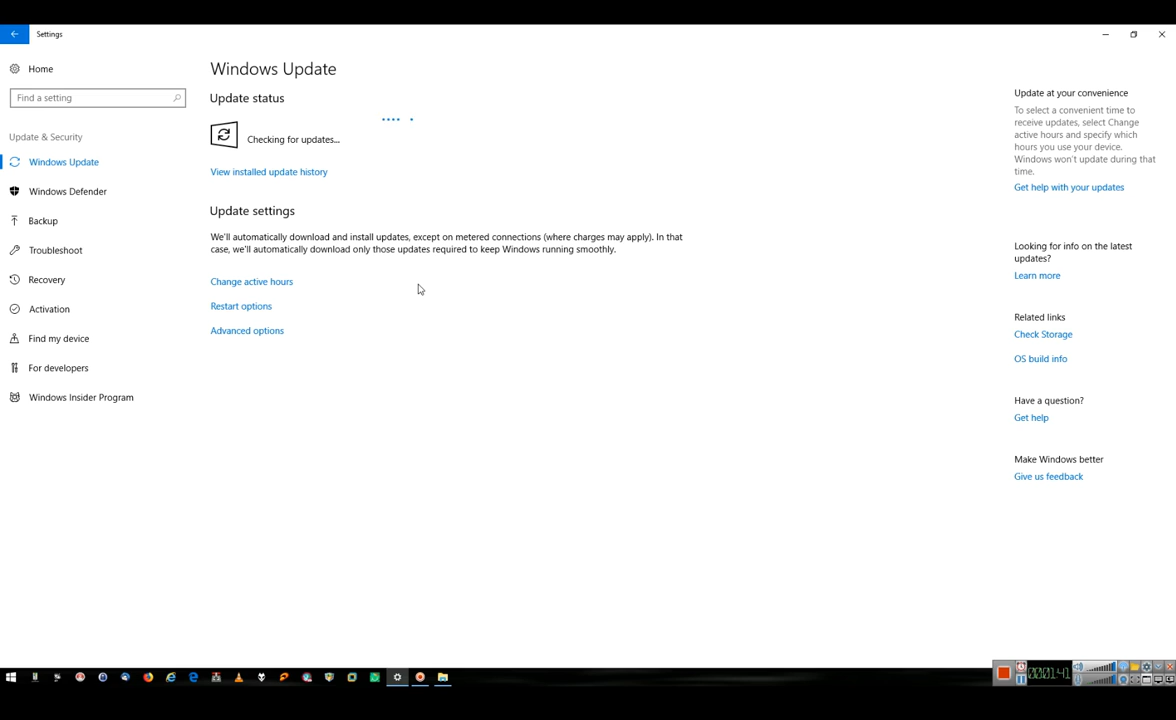 Settings
Home
Find a setting
Update & Security
Windows Update
Windows Defender
Backup
Troubleshoot
Recovery
Activation
Find my device
For developers
Windows Insider Program
Windows Update
Update status
Checking for updates...
View installed update history
Update settings
We'll automatically download and install updates, except on metered connections (where charges may apply). In that
case, we'll automatically download only those updates required to keep Windows running smoothly.
Change active hours
Restart options
Advanced options
Update at your convenience
To select a convenient time to
receive updates, select Change
active hours and specify which
hours you use your device.
Windows won't update during that
time.
Get help with your updates
Looking for info on the latest
updates?
Learn more
Related links
Check Storage
OS build info
Have a question?
Get help
Make Windows better
Give us feedback